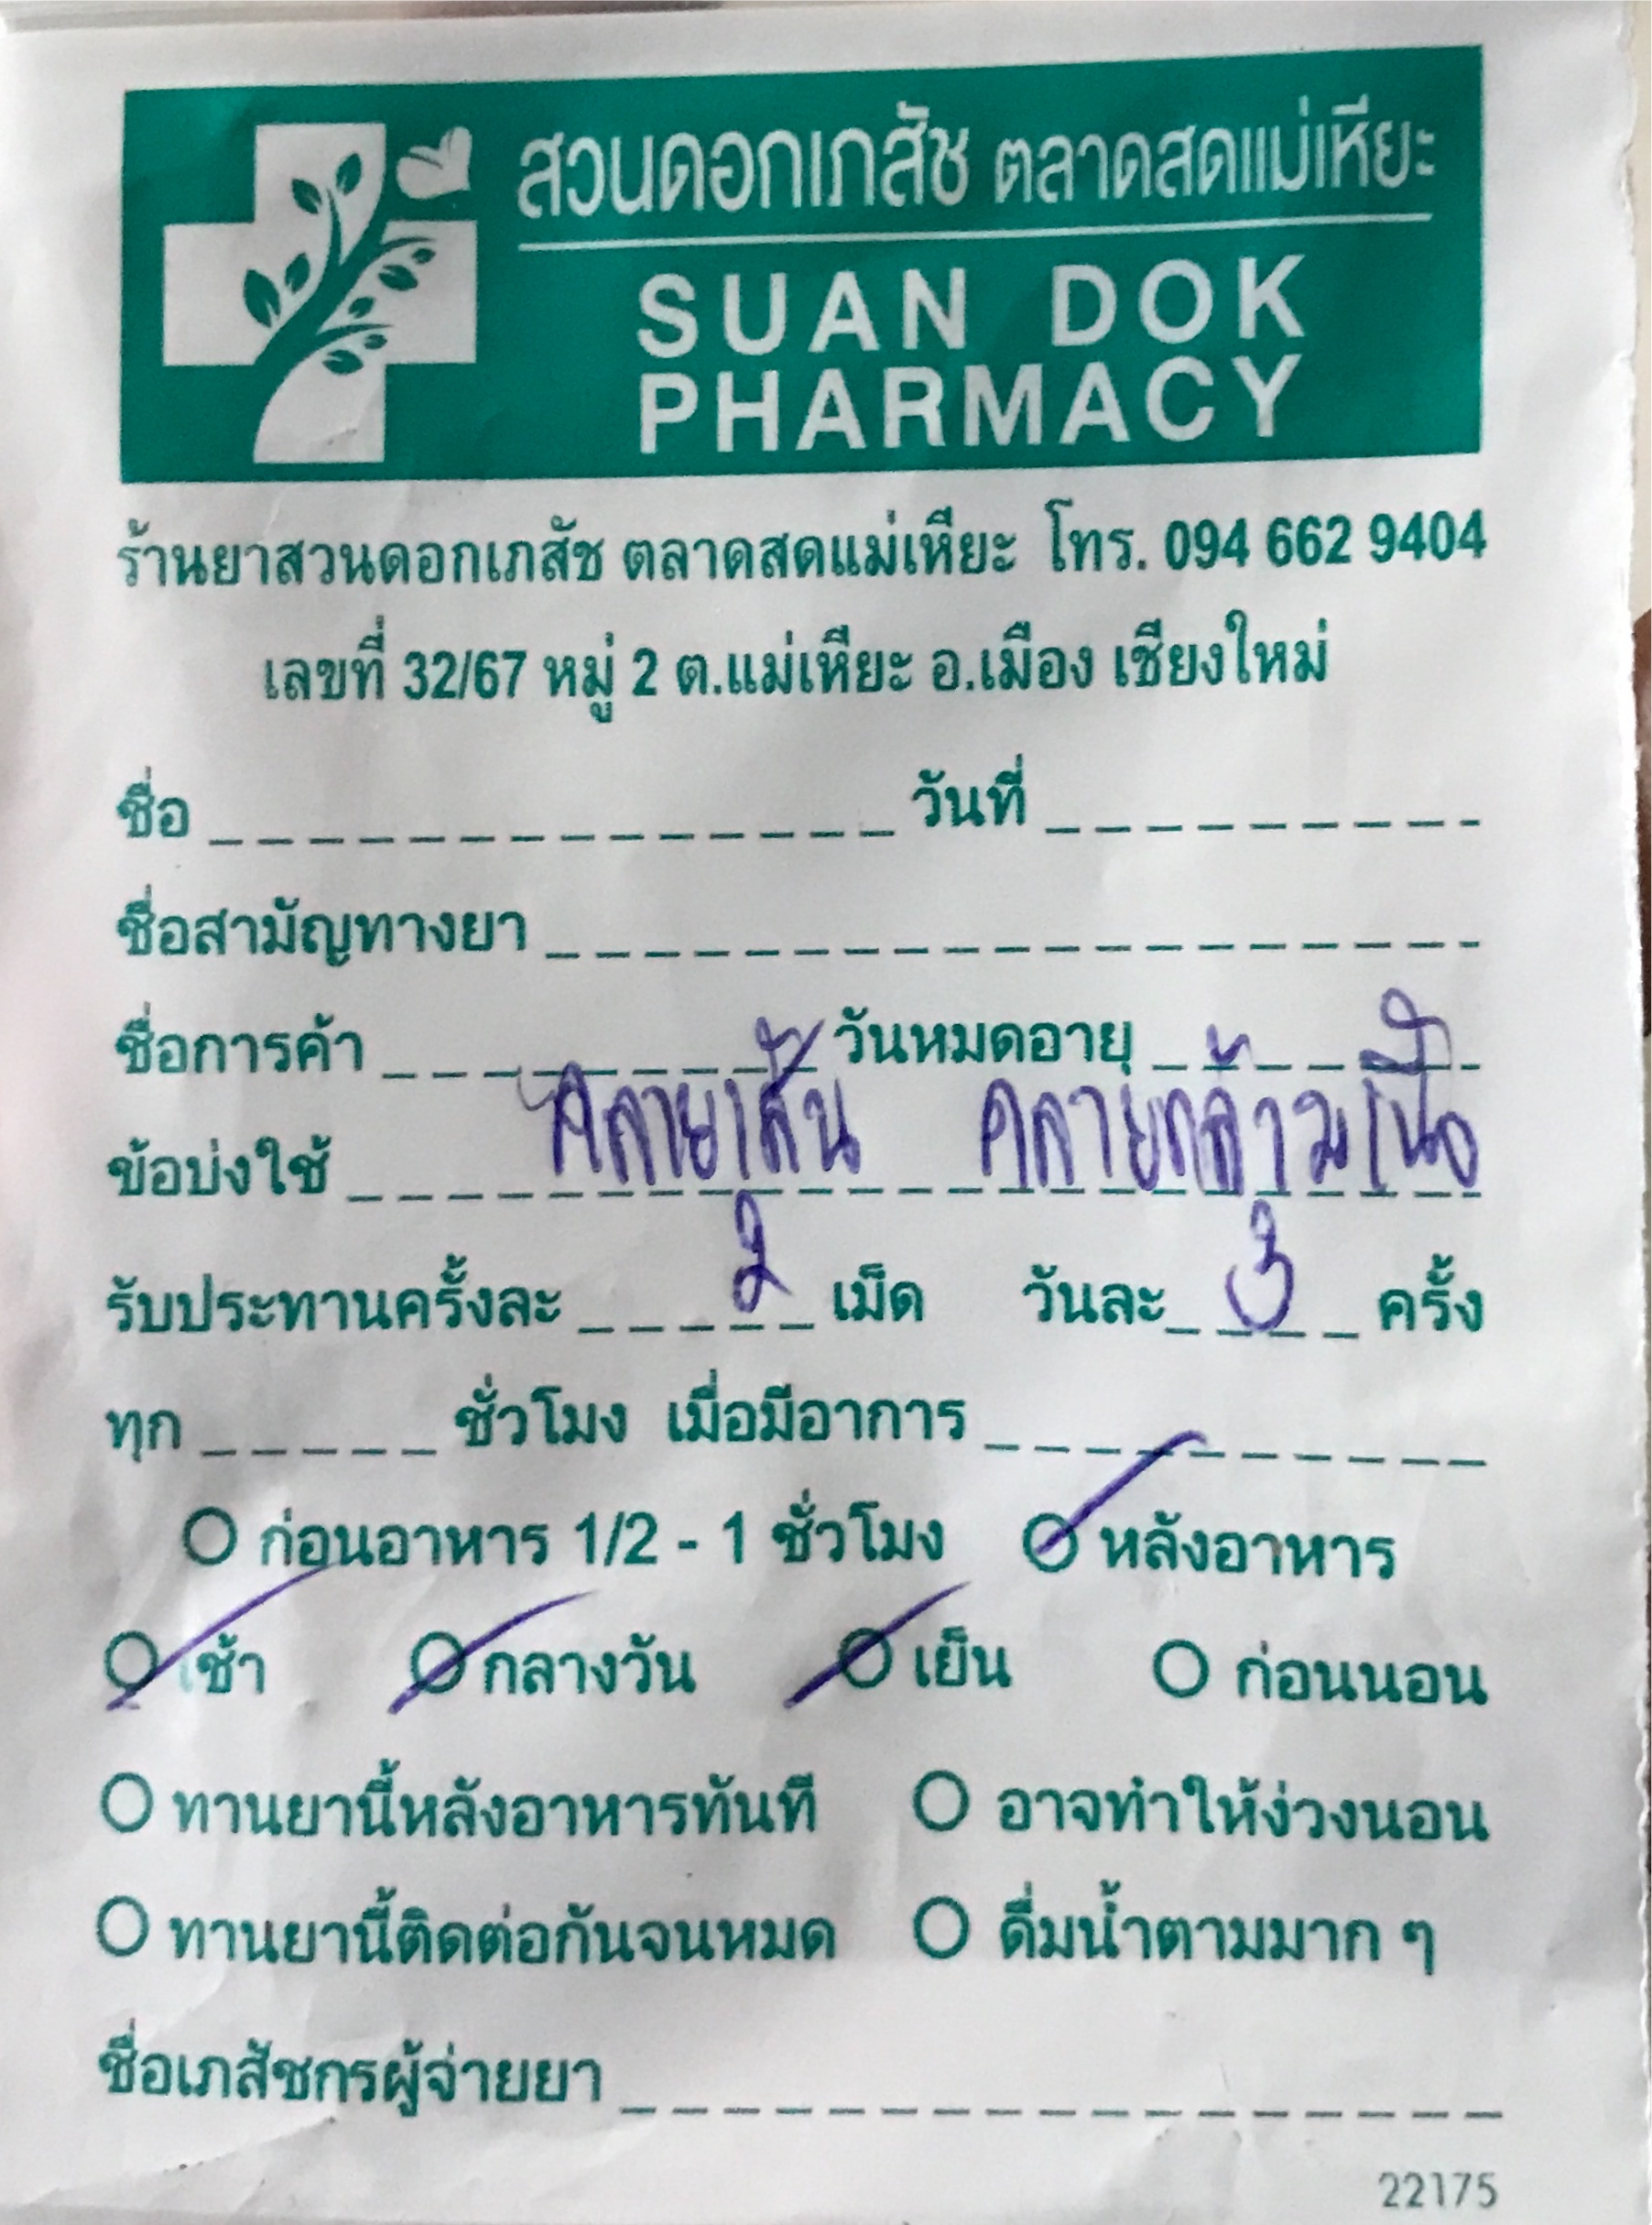 สวนดอกเภสัช ตลาดสดแม่เหียะ
SUAN DOK
PHARMACY
ร้านยาสวนดอกเภสัช ตลาดสดแม่เหียะ โทร. 094 662 9404
เลขที่ 32/67 หมู่ 2 ต.แม่เหียะ อ.เมือง เชียงใหม่
ชื่อ วันที่
ชื่อสามัญทางยา
ชื่อการค้า วันหมดอายุ
ข้อบ่งใช้ คลายเส้น คลายกล้ามเนื้อ
รับประทานครั้งละ 2 เม็ด วันละ 3 ครั้ง
ทุก ชั่วโมง เมื่อมีอาการ
ก่อนอาหาร 1/2 - 1 ชั่วโมง หลังอาหาร
เช้า กลางวัน เย็น ก่อนนอน
ทานยานี้หลังอาหารทันที อาจทำให้ง่วงนอน
ทานยานี้ติดต่อกันจนหมด ดื่มน้ำตามมาก ๆ
ชื่อเภสัชกรผู้จ่ายยา
22175